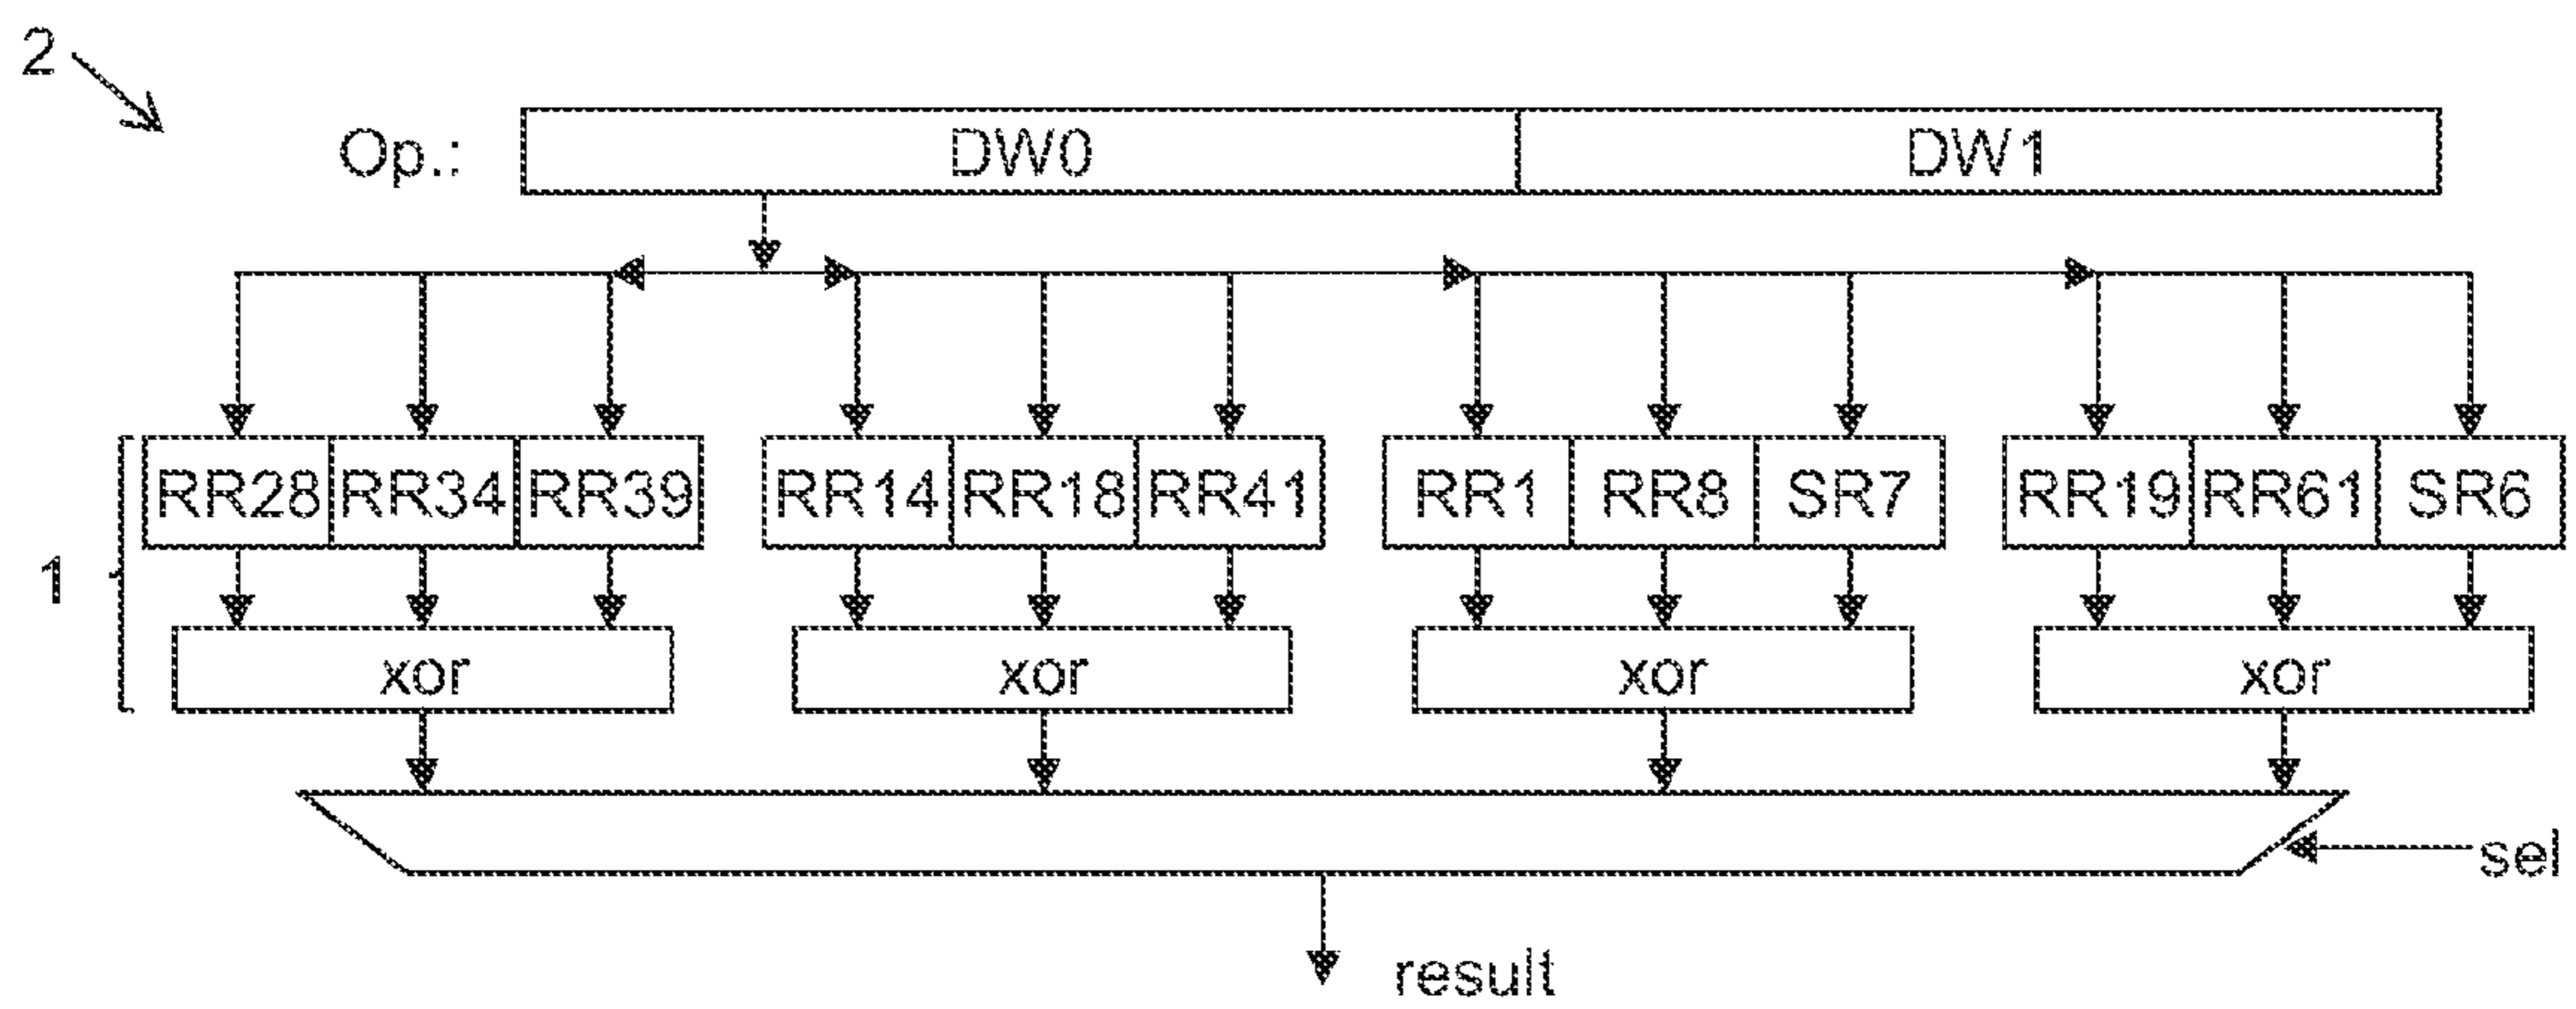 2
Op.: DW0 DW1
RR28 RR34 RR39 RR14 RR18 RR41 RR1 RR8 SR7 RR19 RR61 SR6
1
xor xor xor xor
sel
result